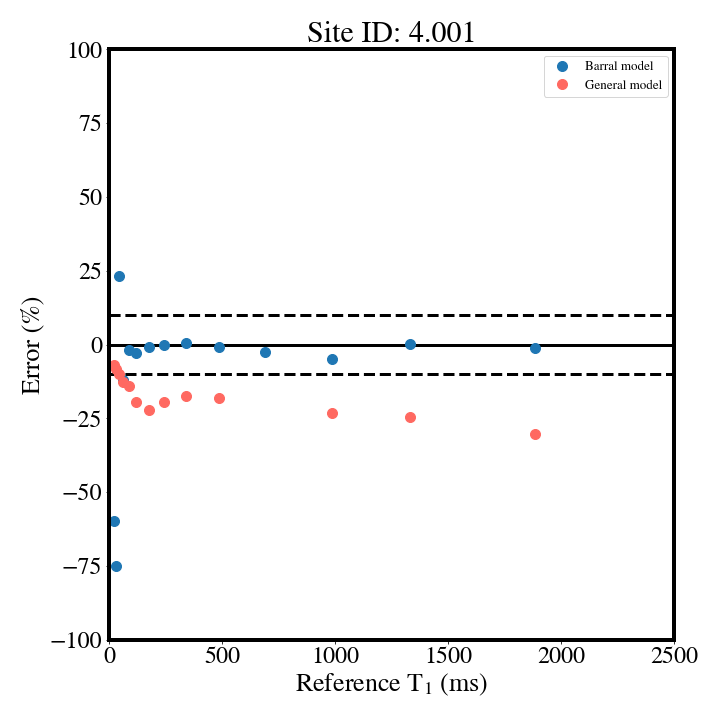 Site ID: 4.001
100
75
50
25
0
−25
−50
−75
−100
Error (%)
Barral model
General model
0 500 1000 1500 2000 2500
Reference T₁ (ms)